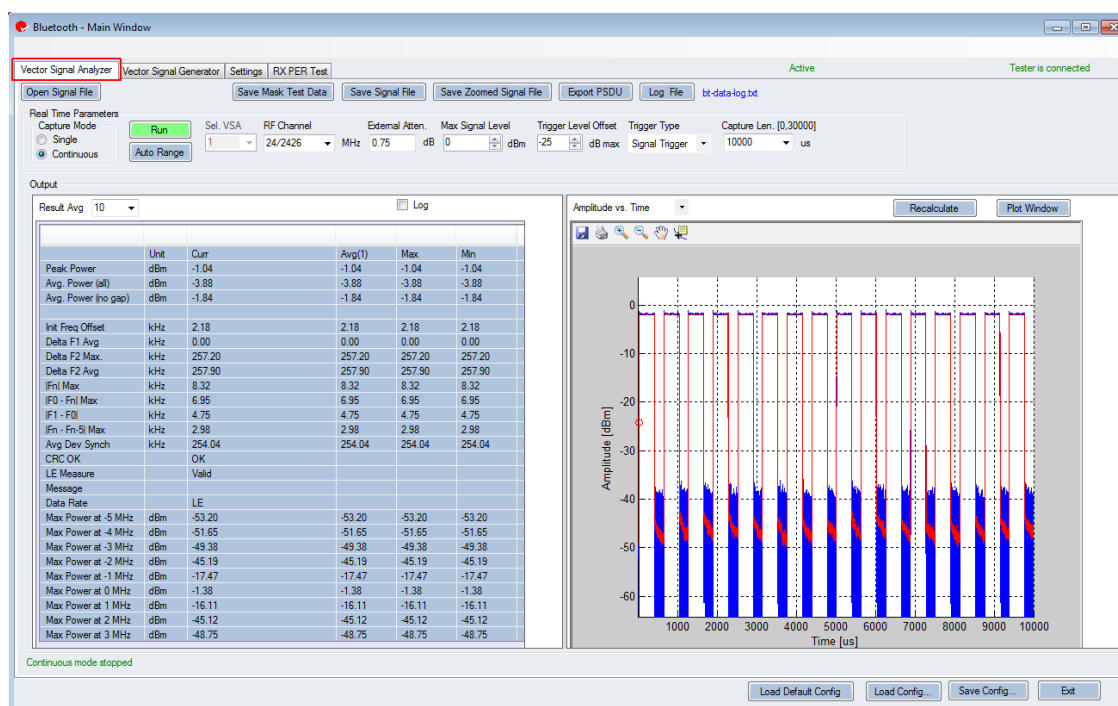 Bluetooth - Main Window
Vector Signal Analyzer Vector Signal Generator Settings RX PER Test Active Tester is connected
Open Signal File Save Mask Test Data Save Signal File Save Zoomed Signal File Export PSDU Log File bt-data-log.txt
Real Time Parameters
Capture Mode Run Sel. VSA RF Channel External Atten. Max Signal Level Trigger Level Offset Trigger Type Capture Len. [0,30000]
Single 1 24/2426 MHz 0.75 dB 0 dBm -25 dB max Signal Trigger 10000 us
Continuous Auto Range
Output
Result Avg 10 Log Amplitude vs. Time Recalculate Plot Window
Unit Curr Avg(1) Max Min
Peak Power dBm -1.04 -1.04 -1.04 -1.04
Avg. Power (all) dBm -3.88 -3.88 -3.88 -3.88
Avg. Power (no gap) dBm -1.84 -1.84 -1.84 -1.84
Init Freq Offset kHz 2.18 2.18 2.18 2.18
Delta F1 Avg kHz 0.00 0.00 0.00 0.00
Delta F2 Max. kHz 257.20 257.20 257.20 257.20
Delta F2 Avg kHz 257.90 257.90 257.90 257.90
|Fn| Max kHz 8.32 8.32 8.32 8.32
|F0 - Fn| Max kHz 6.95 6.95 6.95 6.95
|F1 - F0| kHz 4.75 4.75 4.75 4.75
|Fn - Fn-5| Max kHz 2.98 2.98 2.98 2.98
Avg Dev Synch kHz 254.04 254.04 254.04 254.04
CRC OK OK
LE Measure Valid
Message
Data Rate LE
Max Power at -5 MHz dBm -53.20 -53.20 -53.20 -53.20
Max Power at -4 MHz dBm -51.65 -51.65 -51.65 -51.65
Max Power at -3 MHz dBm -49.38 -49.38 -49.38 -49.38
Max Power at -2 MHz dBm -45.19 -45.19 -45.19 -45.19
Max Power at -1 MHz dBm -17.47 -17.47 -17.47 -17.47
Max Power at 0 MHz dBm -1.38 -1.38 -1.38 -1.38
Max Power at 1 MHz dBm -16.11 -16.11 -16.11 -16.11
Max Power at 2 MHz dBm -45.12 -45.12 -45.12 -45.12
Max Power at 3 MHz dBm -48.75 -48.75 -48.75 -48.75
0
-10
-20
-30
-40
-50
-60
Amplitude [dBm]
1000 2000 3000 4000 5000 6000 7000 8000 9000 10000
Time [us]
Continuous mode stopped
Load Default Config Load Config... Save Config... Exit